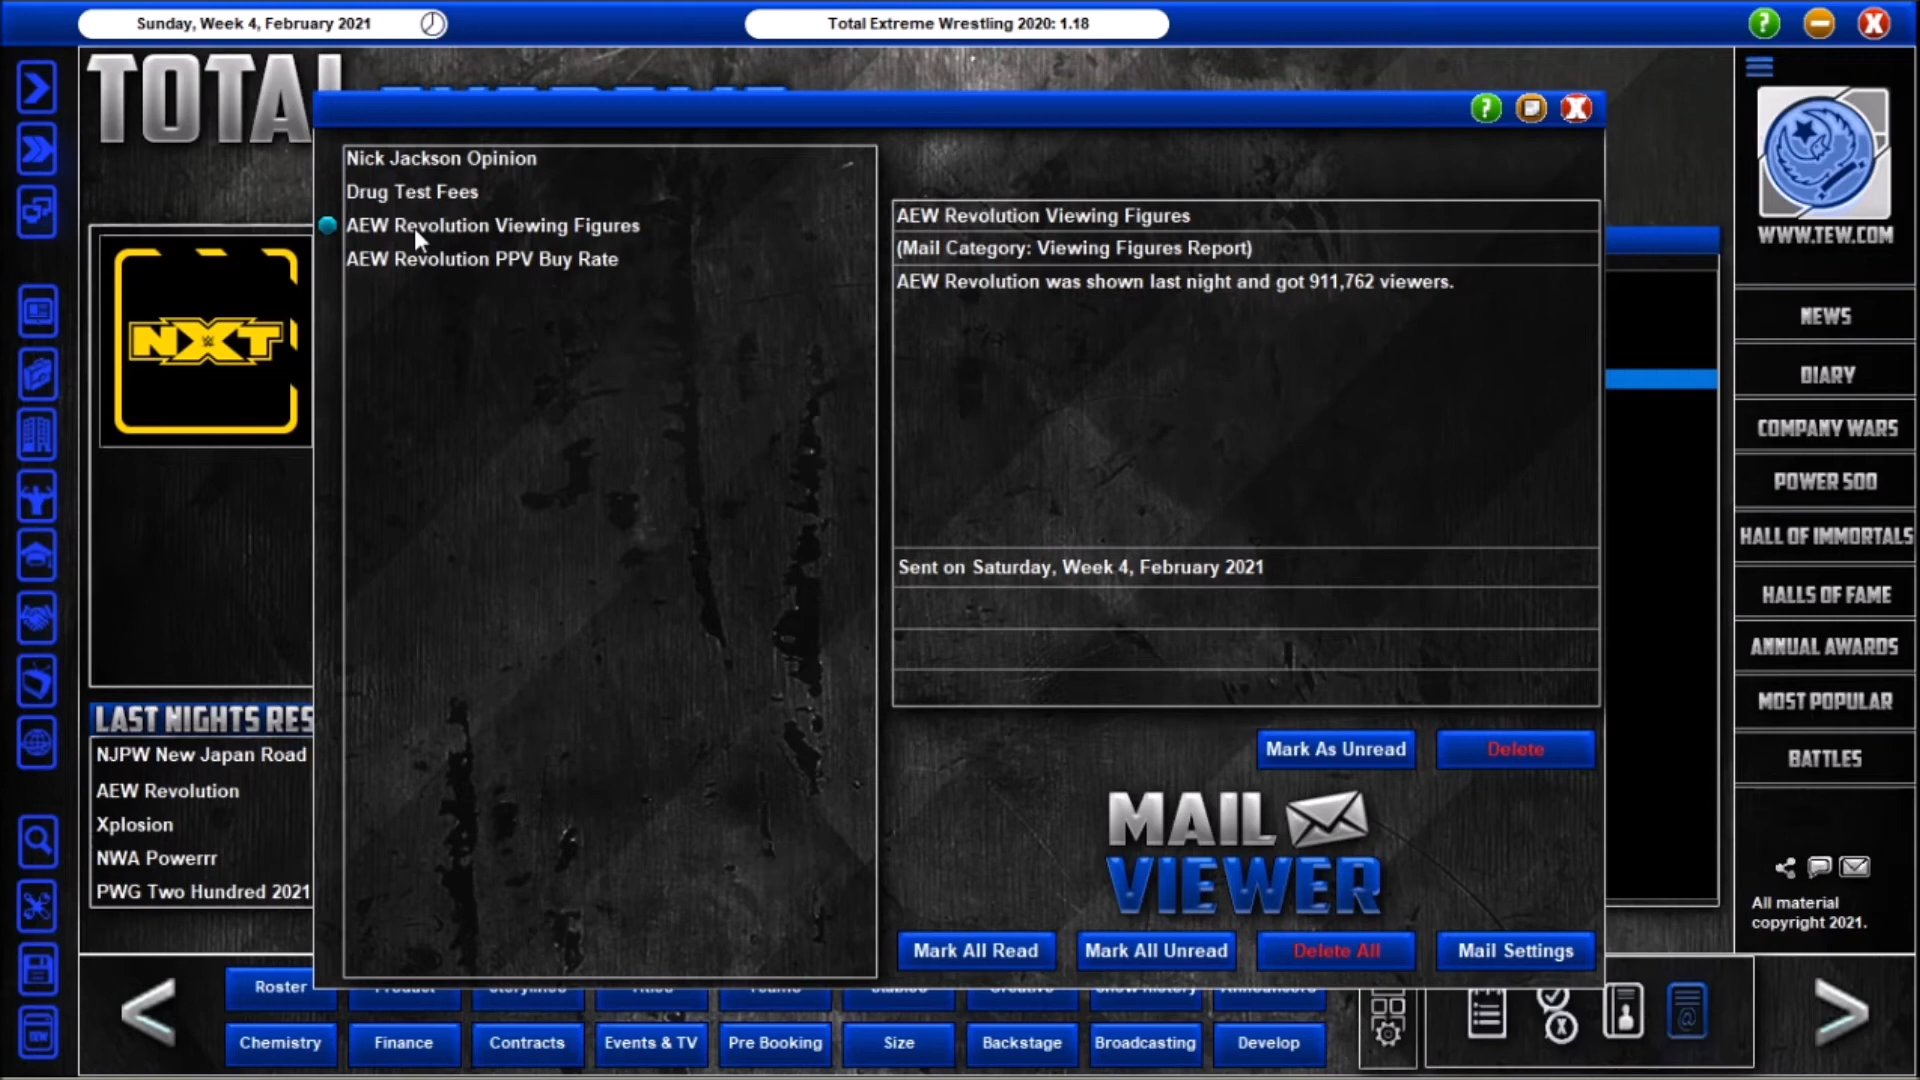 Sunday, Week 4, February 2021
Total Extreme Wrestling 2020: 1.18
TOTAL
WWW.TEW.COM
NXT
Nick Jackson Opinion
Drug Test Fees
AEW Revolution Viewing Figures
AEW Revolution PPV Buy Rate
AEW Revolution Viewing Figures
(Mail Category: Viewing Figures Report)
AEW Revolution was shown last night and got 911,762 viewers.
Sent on Saturday, Week 4, February 2021
Mark As Unread
Delete
MAIL
VIEWER
Mark All Read
Mark All Unread
Delete All
Mail Settings
LAST NIGHTS RES
NJPW New Japan Road
AEW Revolution
Xplosion
NWA Powerrr
PWG Two Hundred 2021
NEWS
DIARY
COMPANY WARS
POWER 500
HALL OF IMMORTALS
HALLS OF FAME
ANNUAL AWARDS
MOST POPULAR
BATTLES
All material
copyright 2021.
Roster
Chemistry
Finance
Contracts
Events & TV
Pre Booking
Size
Backstage
Broadcasting
Develop
TEW